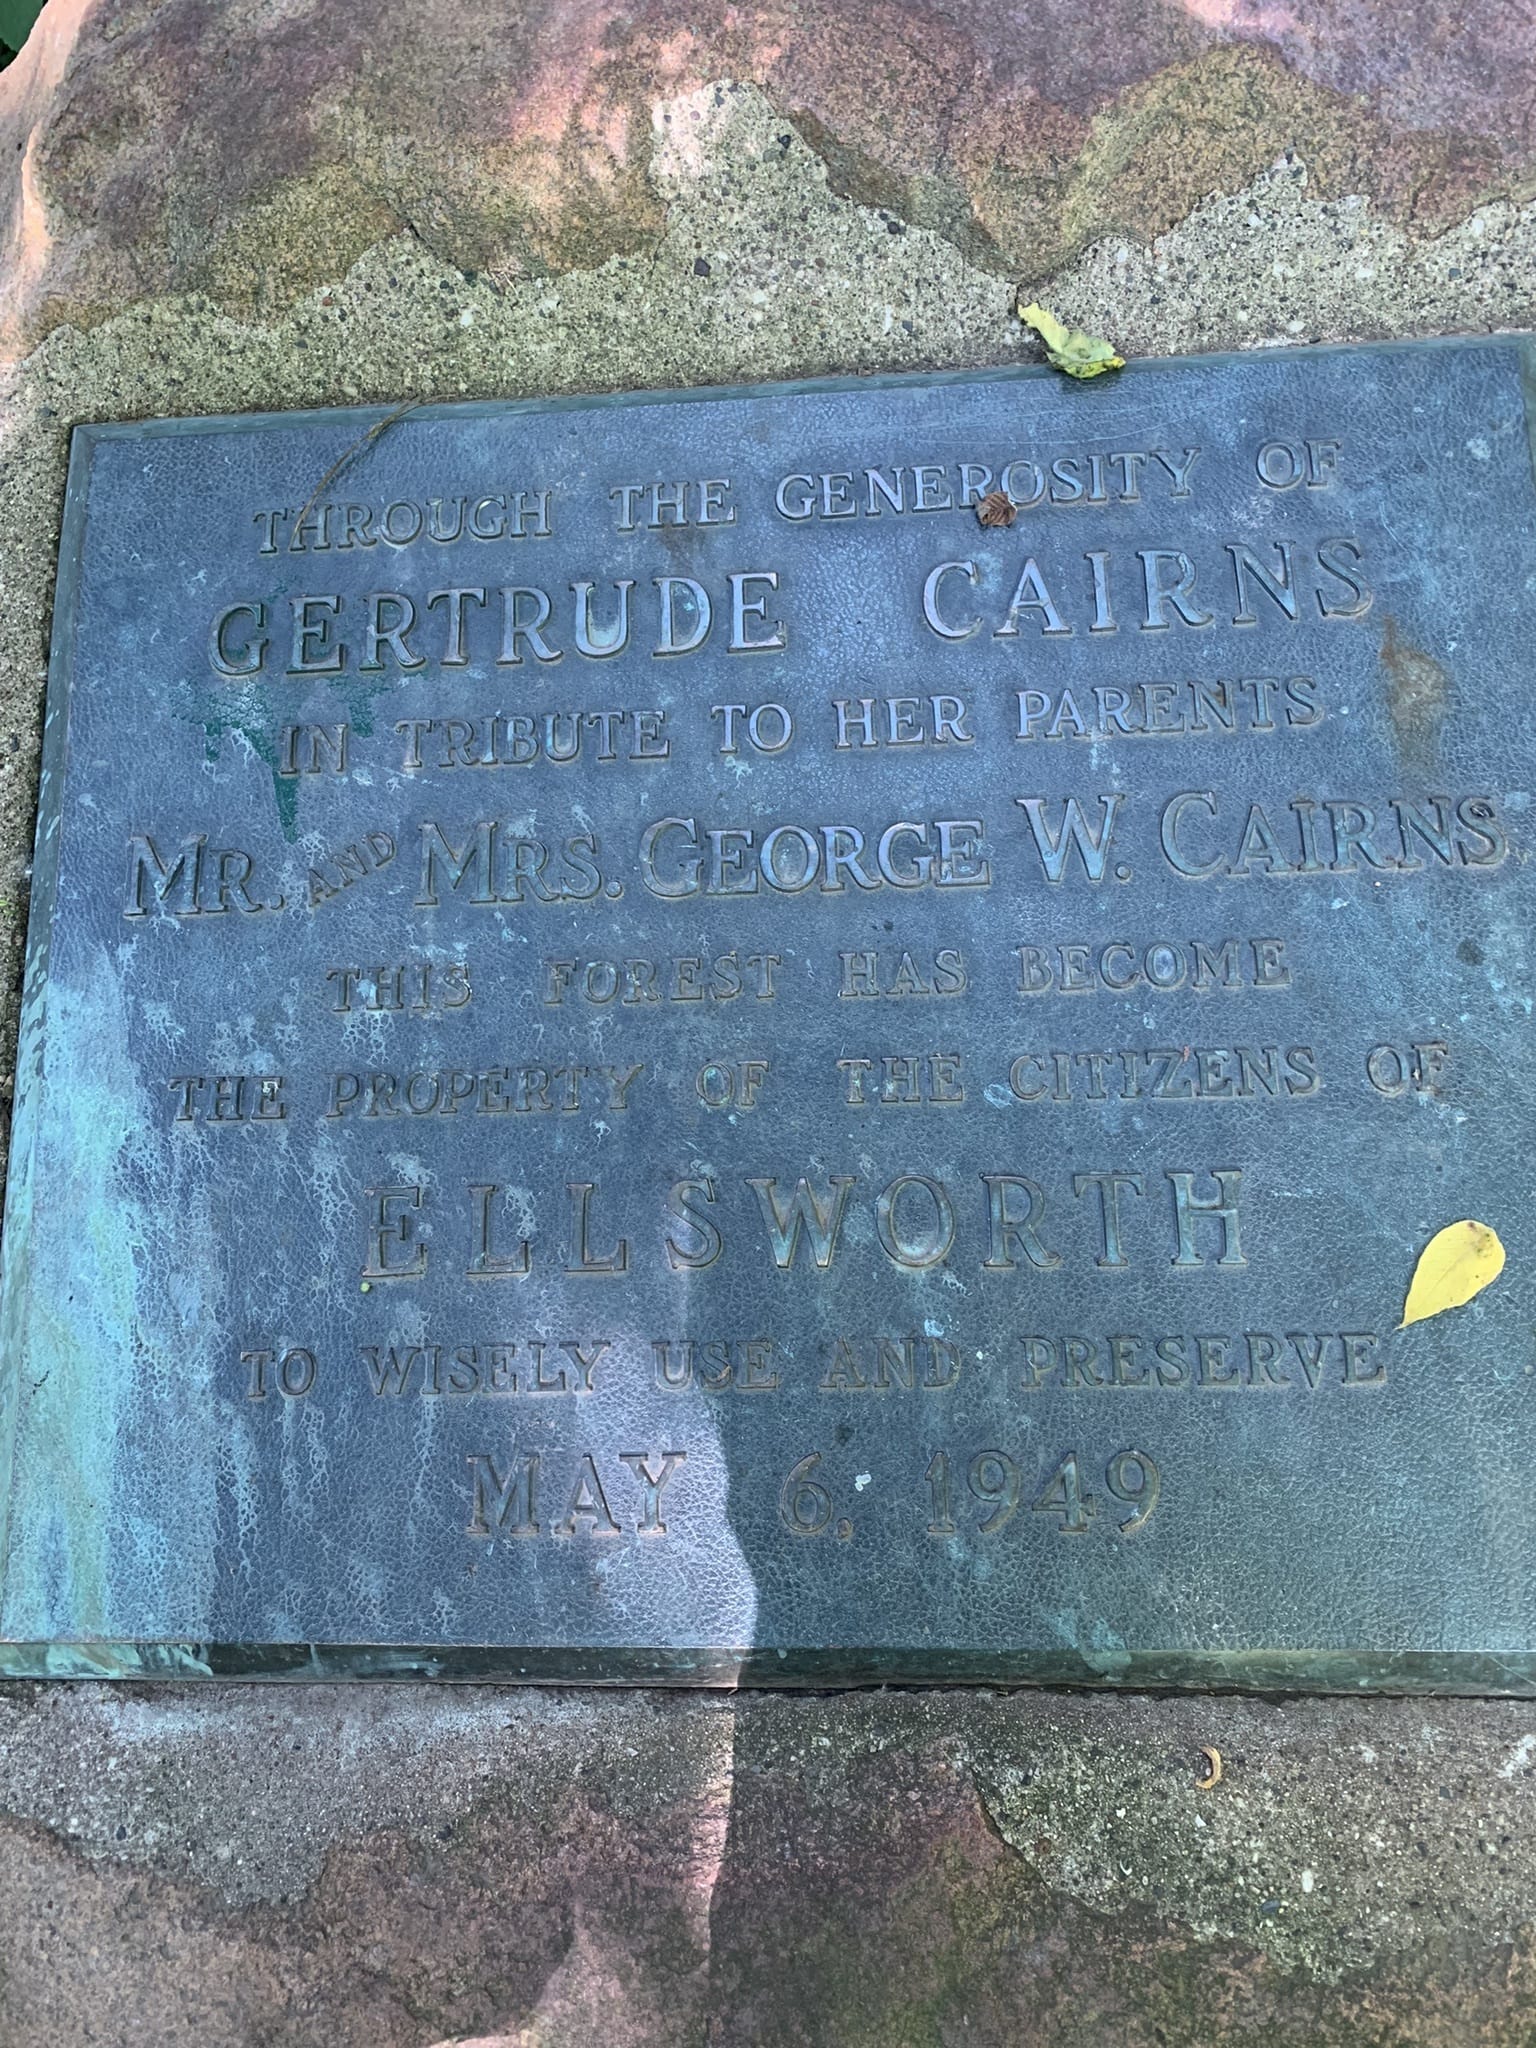 THROUGH THE GENEROSITY OF
GERTRUDE CAIRNS
IN TRIBUTE TO HER PARENTS
MR. AND MRS. GEORGE W. CAIRNS
THIS FOREST HAS BECOME
THE PROPERTY OF THE CITIZENS OF
ELLSWORTH
TO WISELY USE AND PRESERVE
MAY 6, 1949